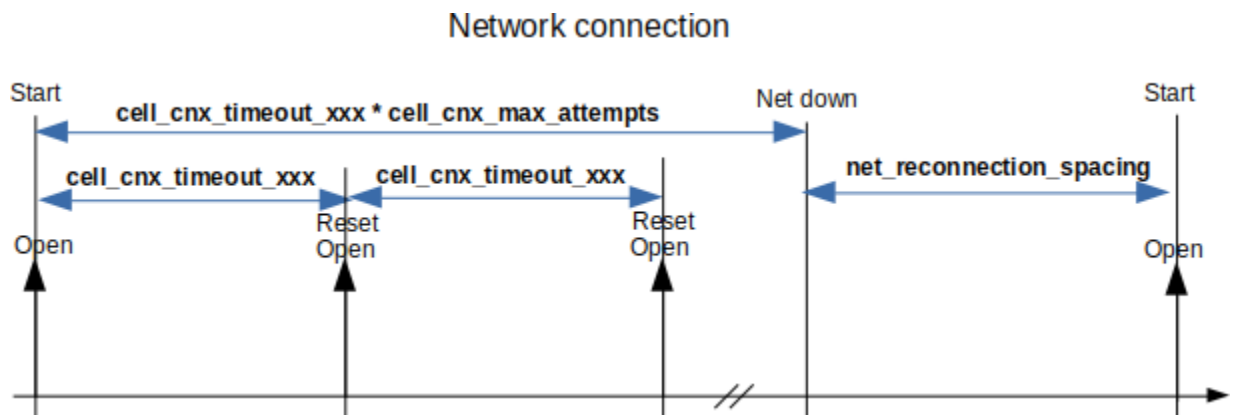 Network connection
Start
cell_cnx_timeout_xxx * cell_cnx_max_attempts
Net down
Start
cell_cnx_timeout_xxx
cell_cnx_timeout_xxx
net_reconnection_spacing
Open
Reset
Open
Reset
Open
Open